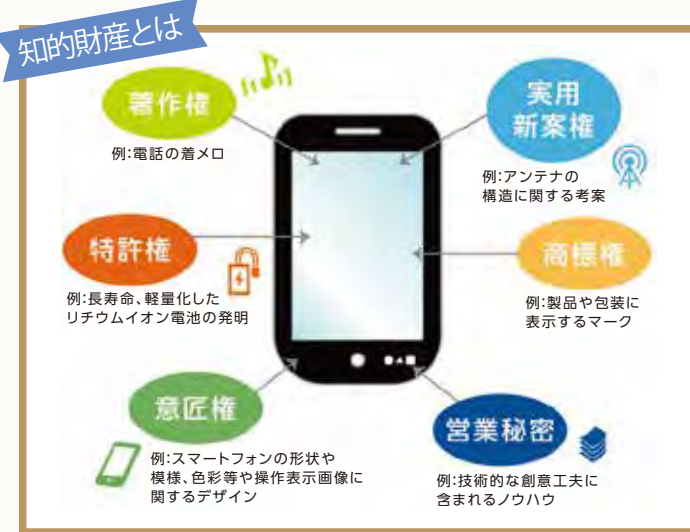 知的財産とは
著作権
例:電話の着メロ
実用
新案権
例:アンテナの
構造に関する考案
特許権
例:長寿命、軽量化した
リチウムイオン電池の発明
商標権
例:製品や包装に
表示するマーク
意匠権
例:スマートフォンの形状や
模様、色彩等や操作表示画像に
関するデザイン
営業秘密
例:技術的な創意工夫に
含まれるノウハウ